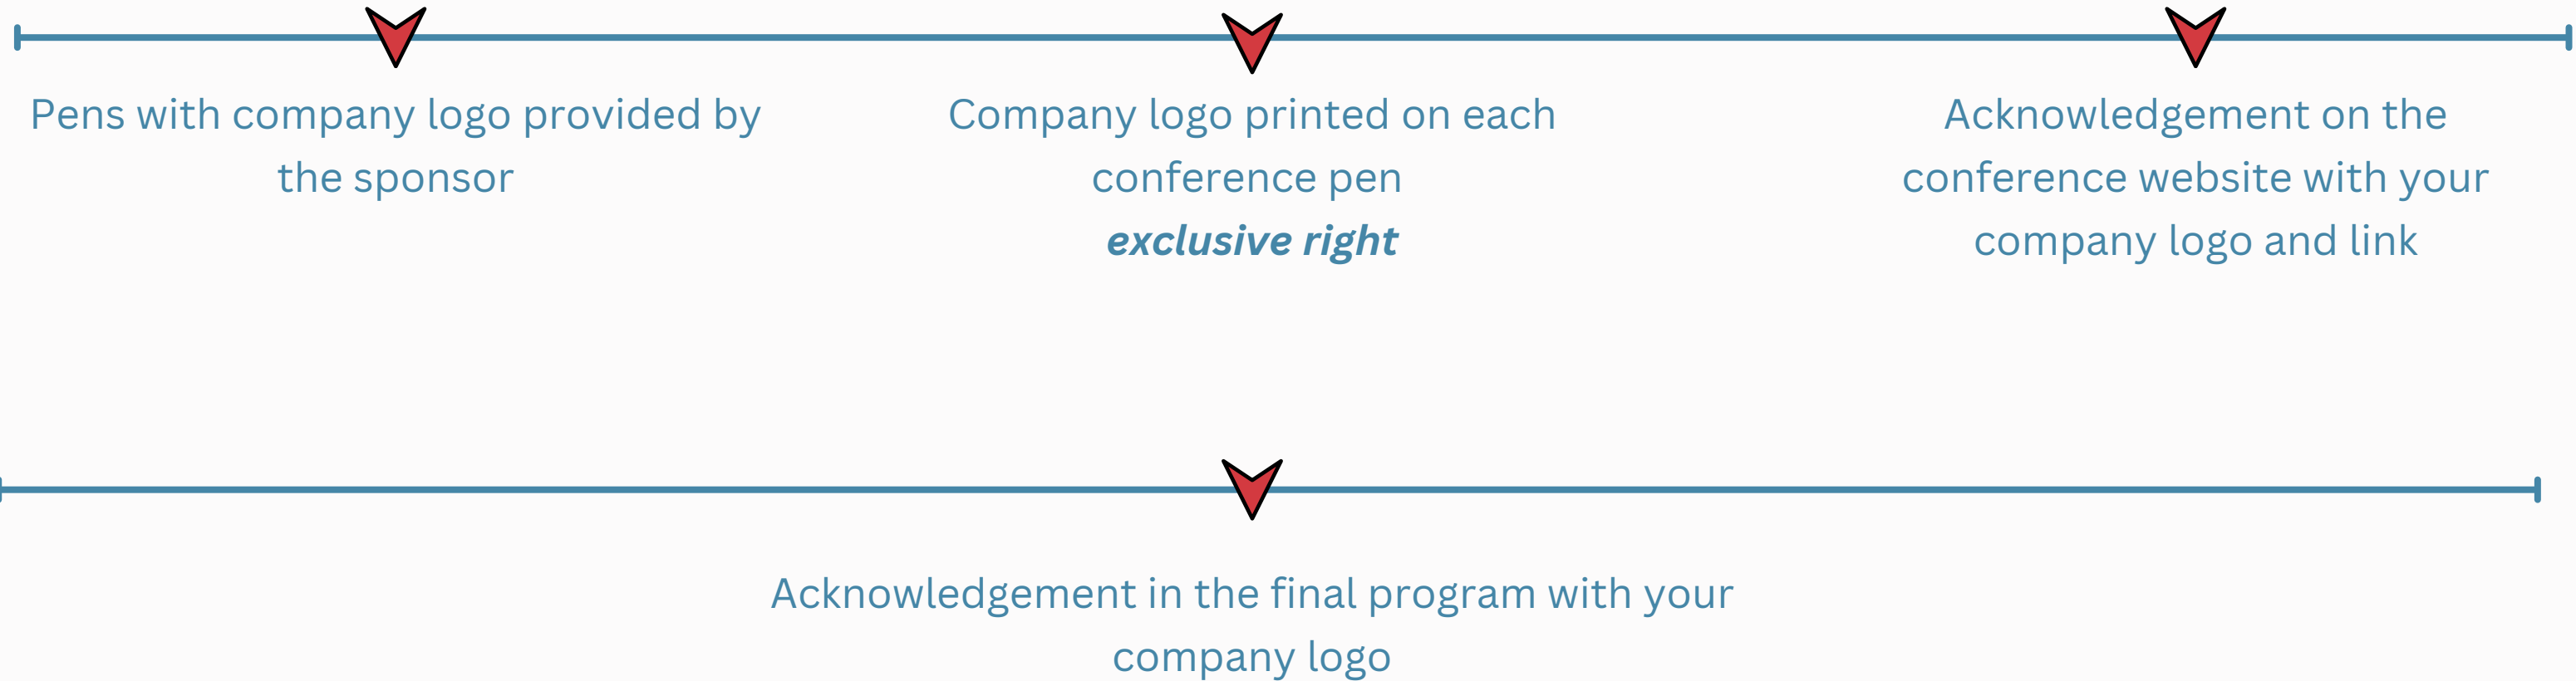 Pens with company logo provided by
the sponsor
Company logo printed on each
conference pen
exclusive right
Acknowledgement on the
conference website with your
company logo and link
Acknowledgement in the final program with your
company logo